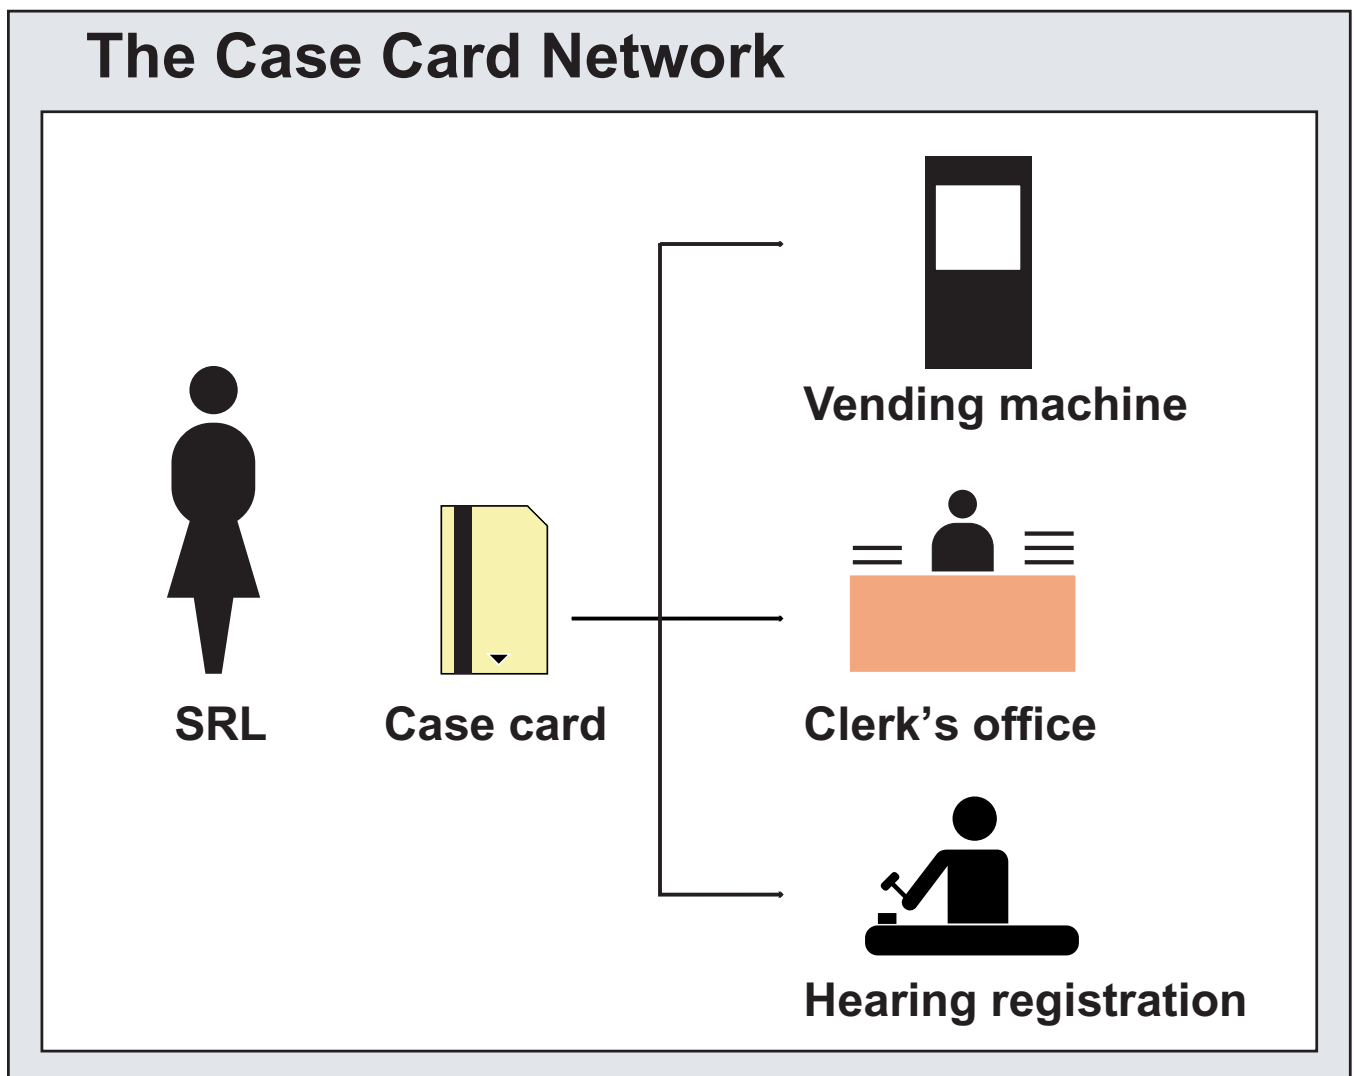 The Case Card Network
Vending machine
SRL
Case card
Clerk’s office
Hearing registration